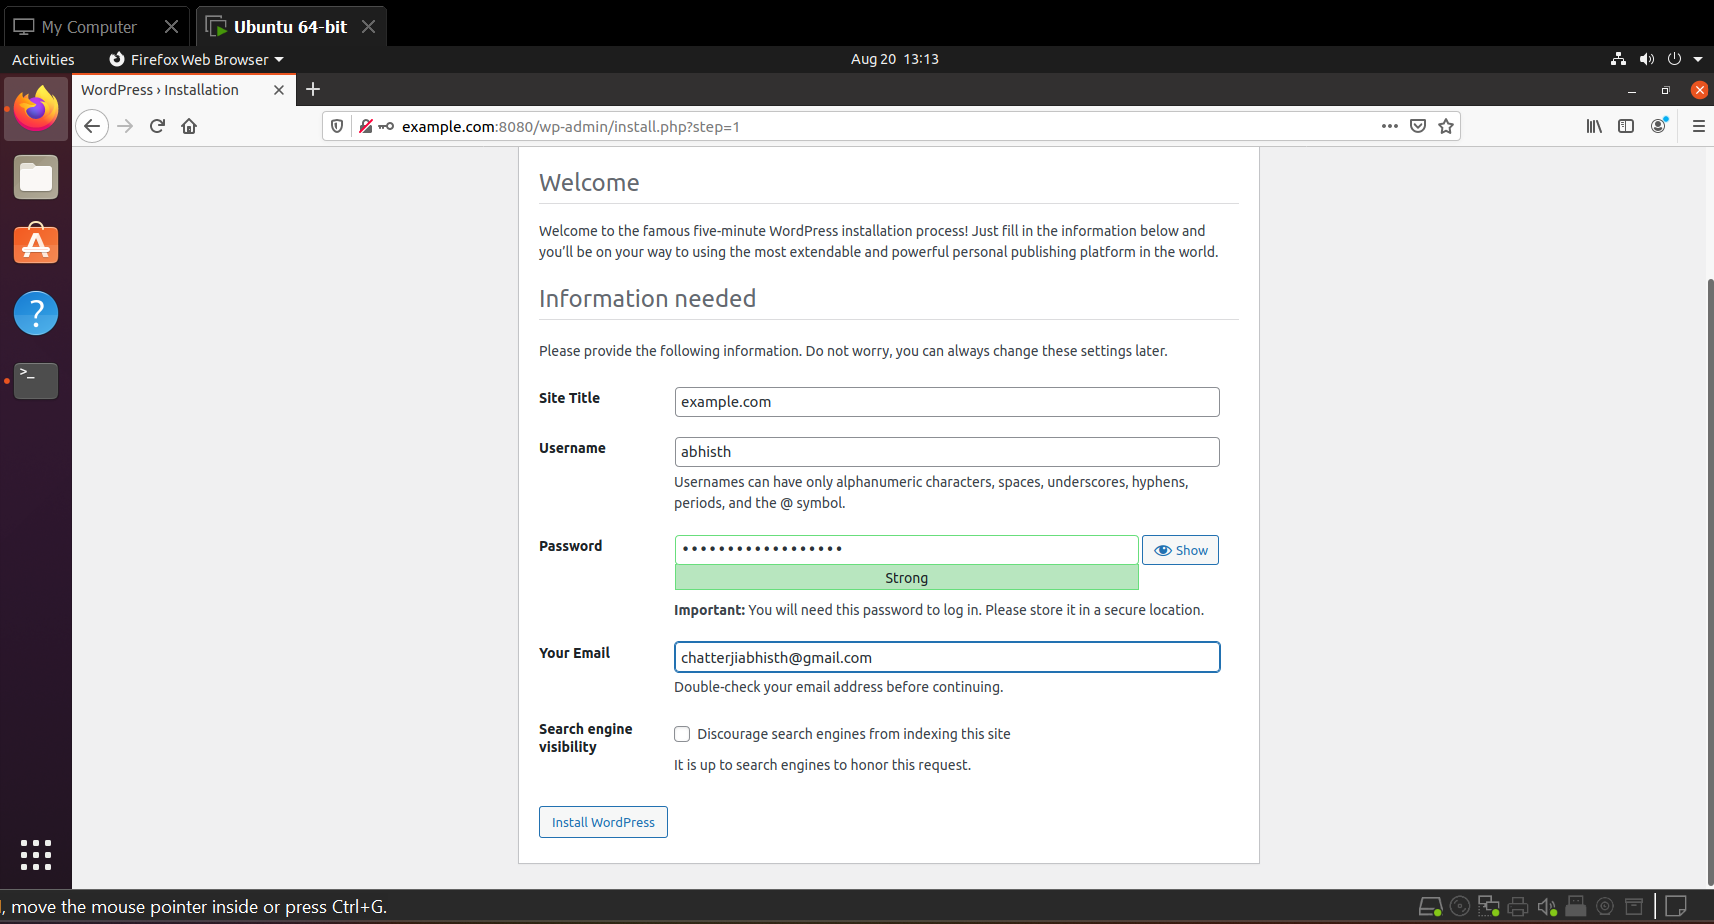 My Computer
Ubuntu 64-bit
Activities
Firefox Web Browser
Aug 20 13:13
WordPress › Installation
example.com:8080/wp-admin/install.php?step=1
Welcome
Welcome to the famous five-minute WordPress installation process! Just fill in the information below and
you’ll be on your way to using the most extendable and powerful personal publishing platform in the world.
Information needed
Please provide the following information. Do not worry, you can always change these settings later.
Site Title
example.com
Username
abhisth
Usernames can have only alphanumeric characters, spaces, underscores, hyphens,
periods, and the @ symbol.
Password
••••••••••••••••••
Show
Strong
Important: You will need this password to log in. Please store it in a secure location.
Your Email
chatterjiabhisth@gmail.com
Double-check your email address before continuing.
Search engine
visibility
Discourage search engines from indexing this site
It is up to search engines to honor this request.
Install WordPress
, move the mouse pointer inside or press Ctrl+G.